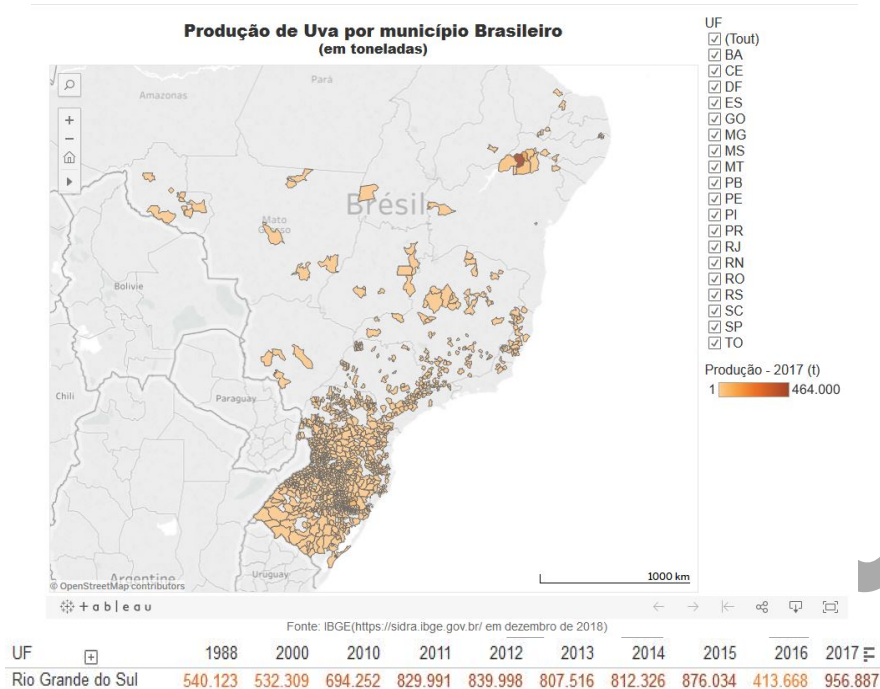 Produção de Uva por município Brasileiro
(em toneladas)
UF
(Tout)
BA
CE
DF
ES
GO
MG
MS
MT
PB
PE
PI
PR
RJ
RN
RO
RS
SC
SP
TO
Produção - 2017 (t)
1 464.000
Pará
Amazonas
Brésil
Mato
Grosso
Bolivie
Paraguay
Chili
Uruguay
Argentine
1000 km
© OpenStreetMap contributors
+ a b | e a u
Fonte: IBGE(https://sidra.ibge.gov.br/ em dezembro de 2018)
UF 1988 2000 2010 2011 2012 2013 2014 2015 2016 2017
Rio Grande do Sul 540.123 532.309 694.252 829.991 839.998 807.516 812.326 876.034 413.668 956.887